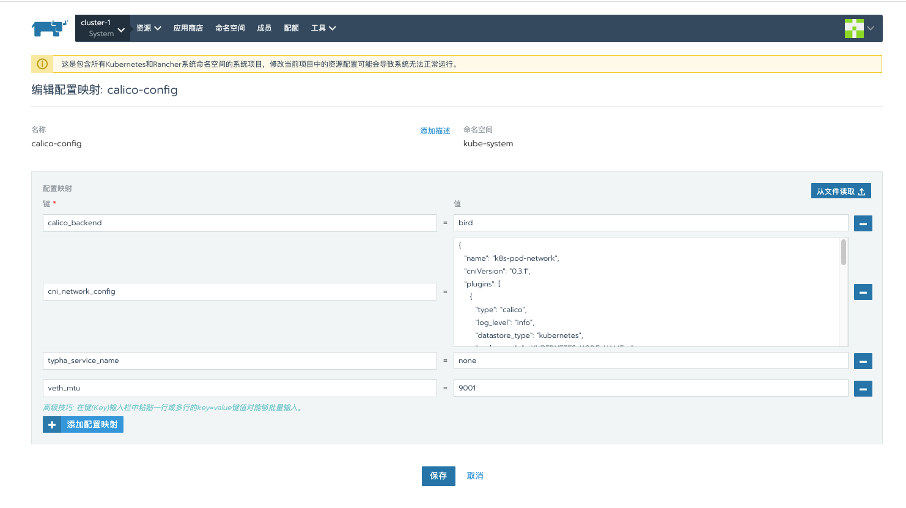 cluster-1
System
资源
应用商店
命名空间
成员
配额
工具
这是包含所有Kubernetes和Rancher系统命名空间的系统项目，修改当前项目中的资源配置可能会导致系统无法正常运行。
编辑配置映射: calico-config
名称
添加描述
命名空间
calico-config
kube-system
配置映射
从文件读取
键 *
值
calico_backend
=
bird
cni_network_config
=
{
"name": "k8s-pod-network",
"cniVersion": "0.3.1",
"plugins": [
{
"type": "calico",
"log_level": "info",
"datastore_type": "kubernetes",
typha_service_name
=
none
veth_mtu
=
9001
高级技巧: 在键(Key)输入栏中粘贴一行或多行的key=value键值对能够批量输入。
+ 添加配置映射
保存
取消